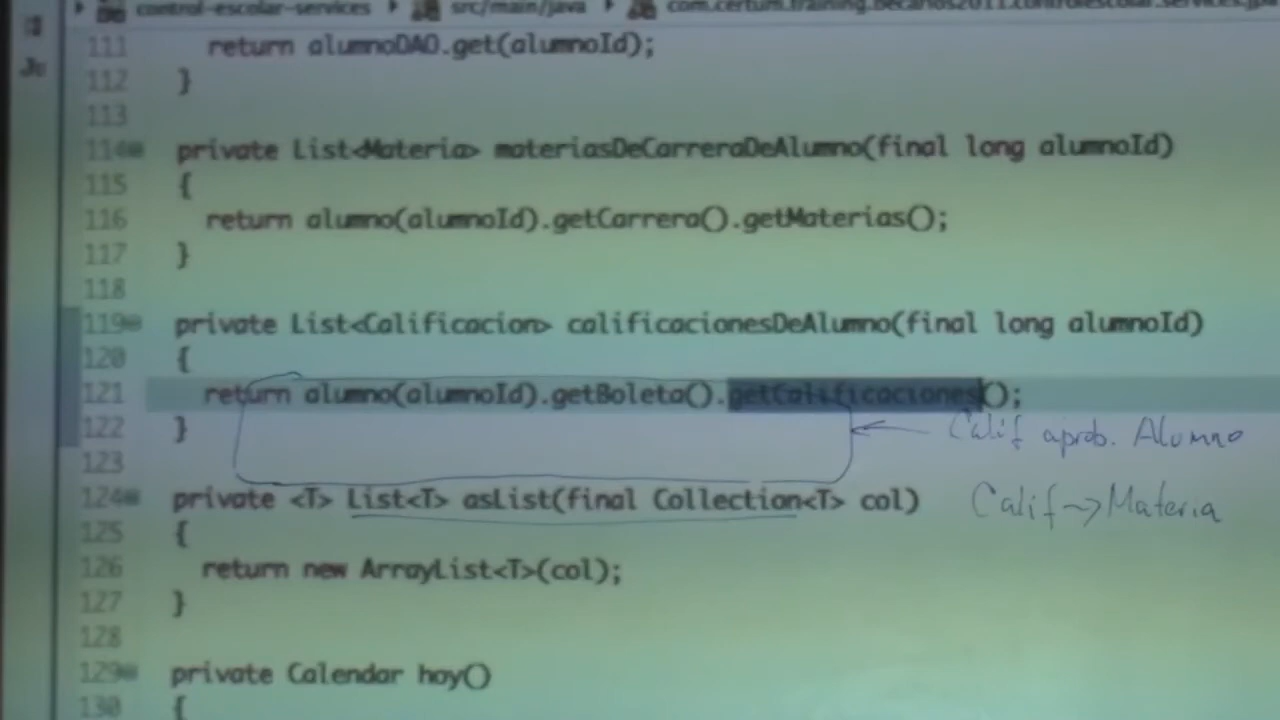 control-escolar-services src/main/java com.certum.training.becarios2011.controlescolar.services.jpa
111 return alumnoDAO.get(alumnoId);
112 }
113
114 private List<Materia> materiasDeCarreraDeAlumno(final long alumnoId)
115 {
116 return alumno(alumnoId).getCarrera().getMaterias();
117 }
118
119 private List<Calificacion> calificacionesDeAlumno(final long alumnoId)
120 {
121 return alumno(alumnoId).getBoleta().getCalificaciones();
122 }
Calif aprob. Alumno
123
124 private <T> List<T> asList(final Collection<T> col)
Calif → Materia
125 {
126 return new ArrayList<T>(col);
127 }
128
129 private Calendar hoy()
130 {